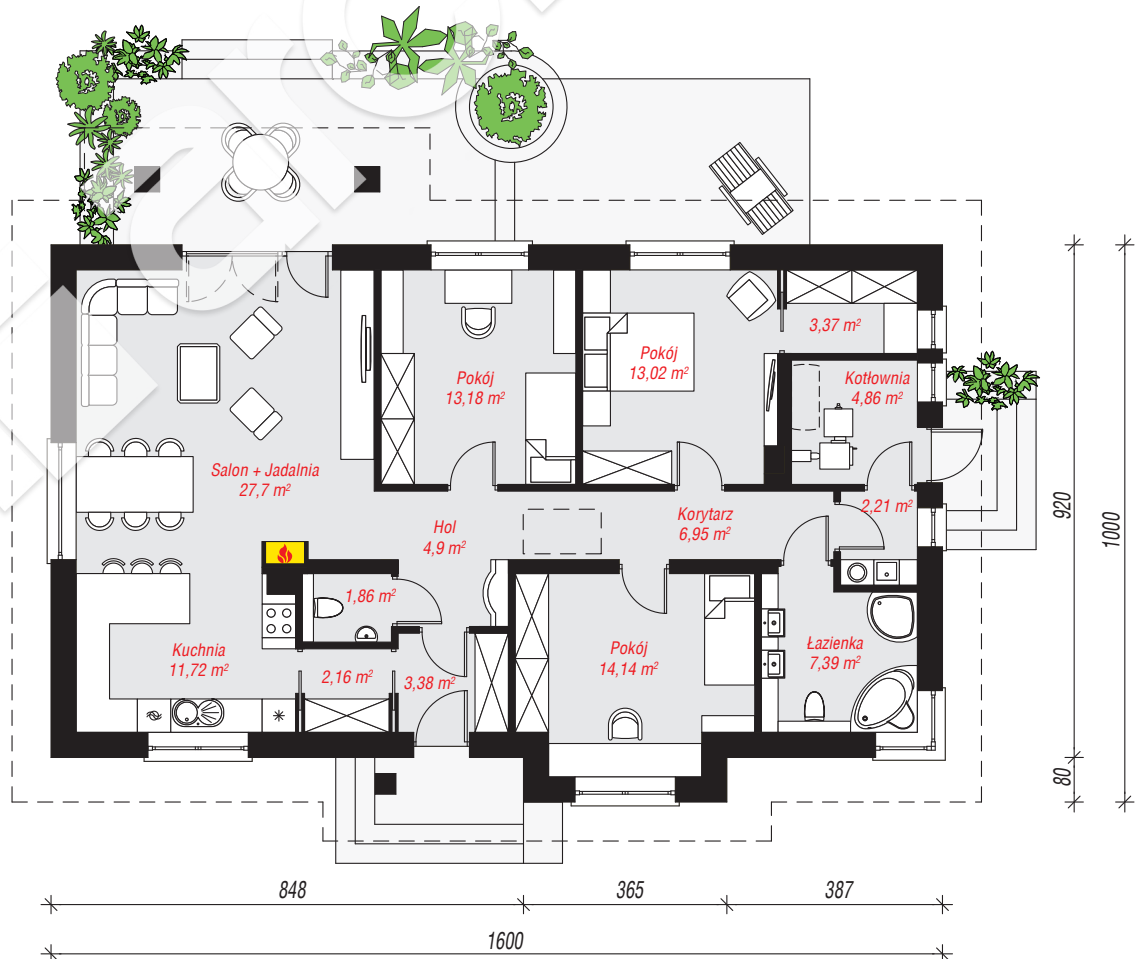 3,37 m²
Pokój
13,02 m²
Pokój
13,18 m²
Kotłownia
4,86 m²
Salon + Jadalnia
27,7 m²
Hol
4,9 m²
Korytarz
6,95 m²
2,21 m²
1,86 m²
Kuchnia
11,72 m²
2,16 m²
3,38 m²
Pokój
14,14 m²
Łazienka
7,39 m²
920
1000
80
848
365
387
1600